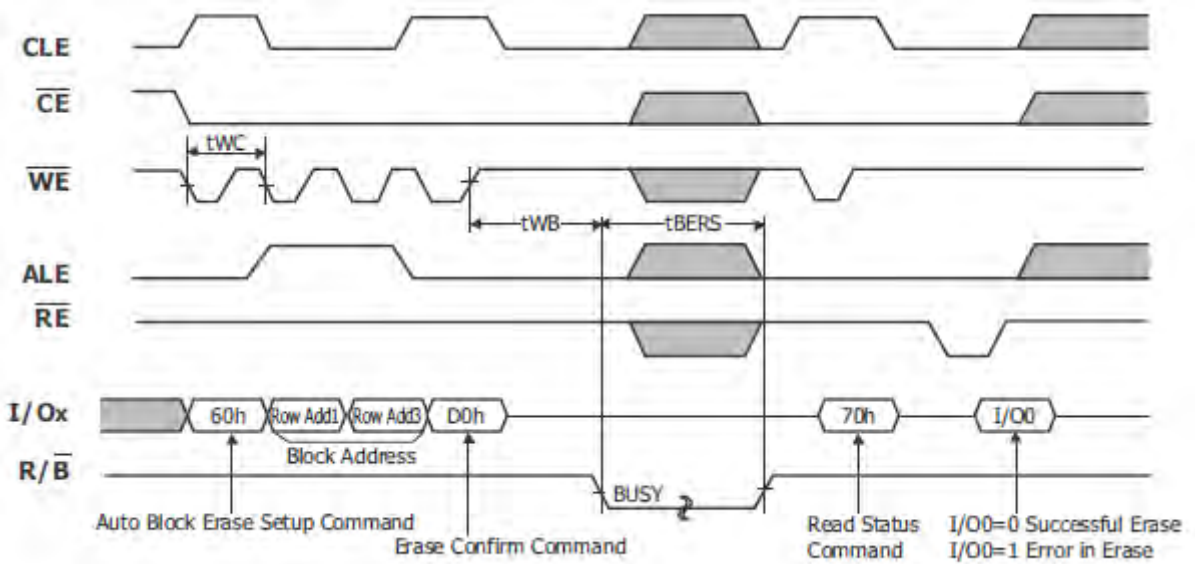 CLE
CE
tWC
WE
tWB
tBERS
ALE
RE
I/Ox
60h
Row Add1
Row Add3
D0h
70h
I/O0
Block Address
R/B
BUSY
Auto Block Erase Setup Command
Erase Confirm Command
Read Status
Command
I/O0=0 Successful Erase
I/O0=1 Error in Erase